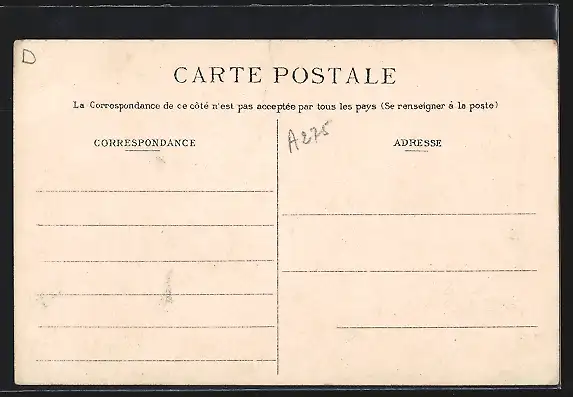 D
CARTE POSTALE
La Correspondance de ce côté n'est pas acceptée par tous les pays (Se renseigner à la poste)
A275
CORRESPONDANCE
ADRESSE